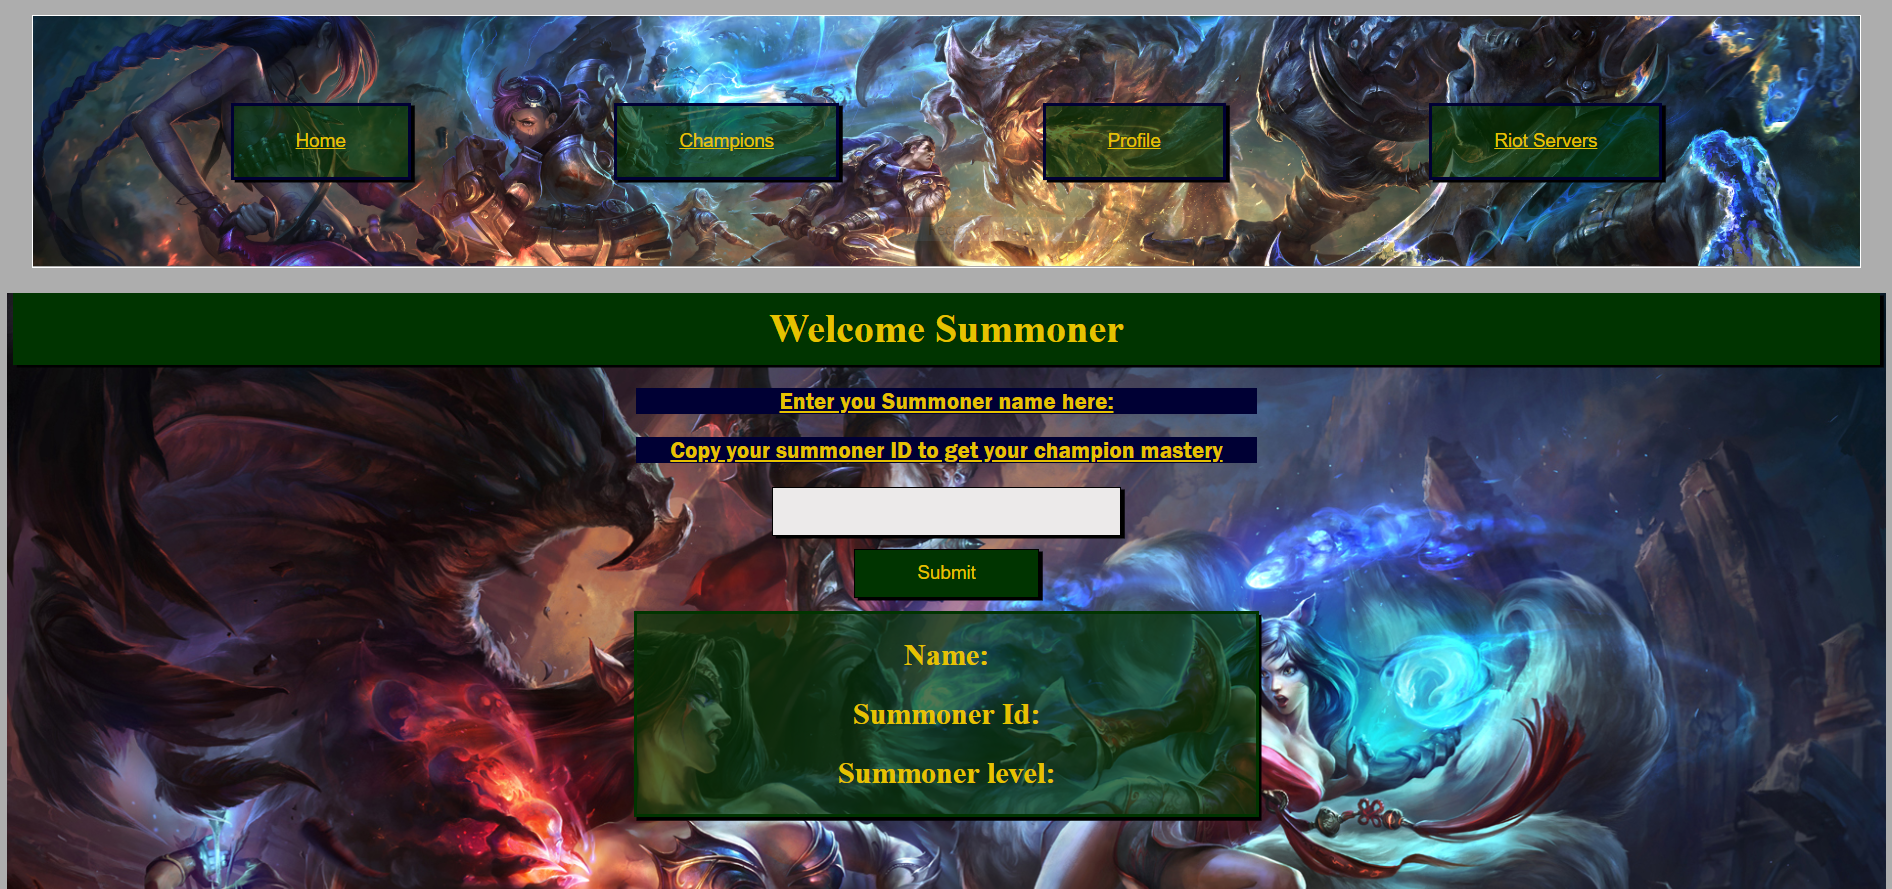 Home
Champions
Profile
Riot Servers
Welcome Summoner
Enter you Summoner name here:
Copy your summoner ID to get your champion mastery
Submit
Name:
Summoner Id:
Summoner level: